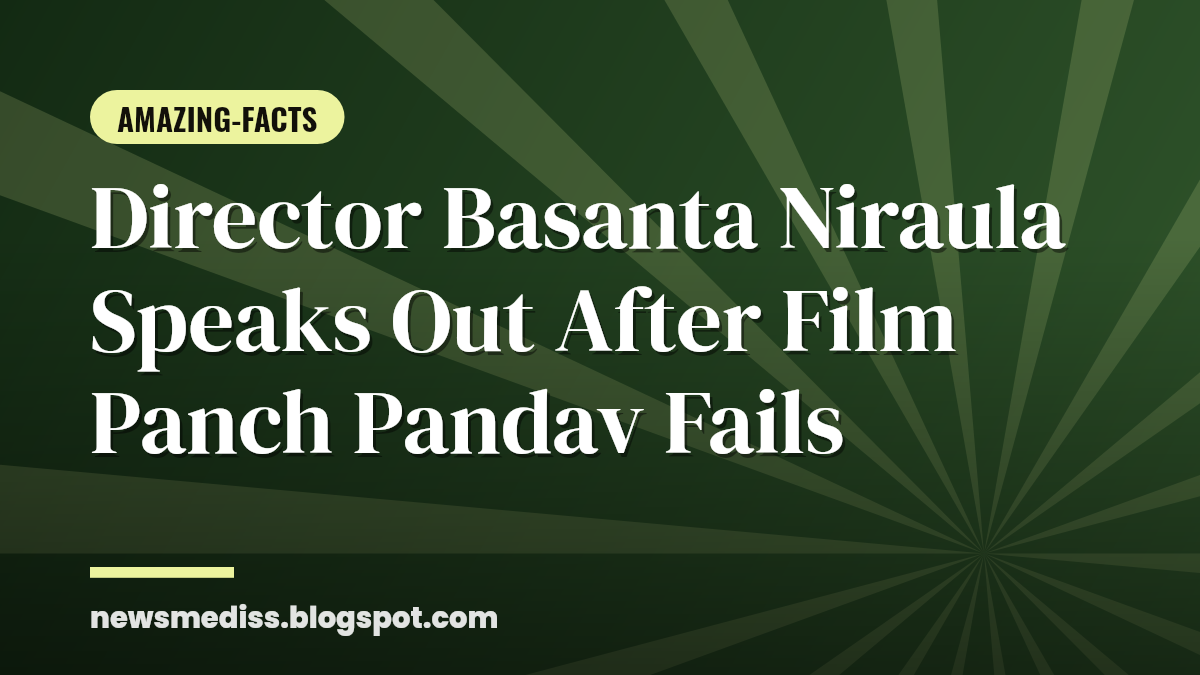 AMAZING-FACTS
Director Basanta Niraula
Speaks Out After Film
Panch Pandav Fails
newsmediss.blogspot.com